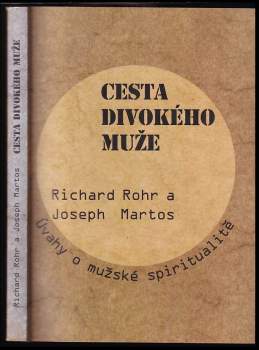 CESTA
DIVOKÉHO
MUŽE
Richard Rohr a
Joseph Martos
Úvahy o mužské spiritualitě
Richard Rohr a Joseph Martos CESTA DIVOKÉHO MUŽE